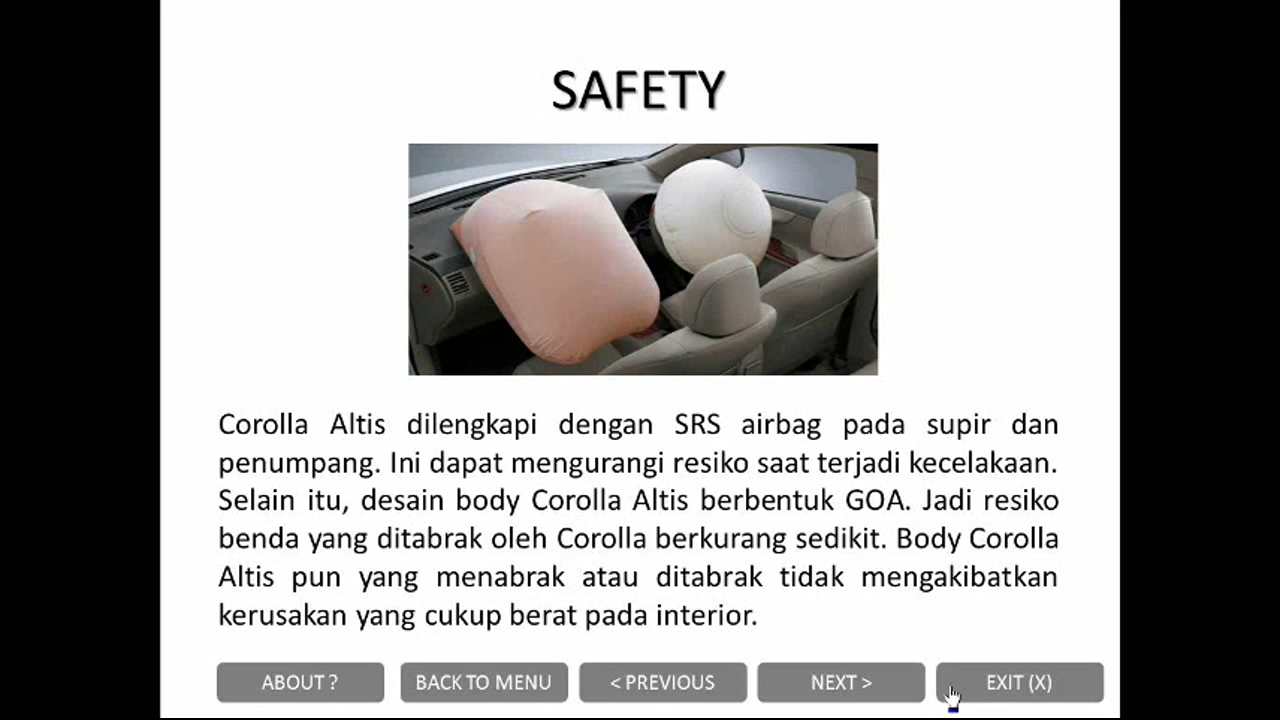 SAFETY
Corolla Altis dilengkapi dengan SRS airbag pada supir dan
penumpang. Ini dapat mengurangi resiko saat terjadi kecelakaan.
Selain itu, desain body Corolla Altis berbentuk GOA. Jadi resiko
benda yang ditabrak oleh Corolla berkurang sedikit. Body Corolla
Altis pun yang menabrak atau ditabrak tidak mengakibatkan
kerusakan yang cukup berat pada interior.
ABOUT ?
BACK TO MENU
< PREVIOUS
NEXT >
EXIT (X)